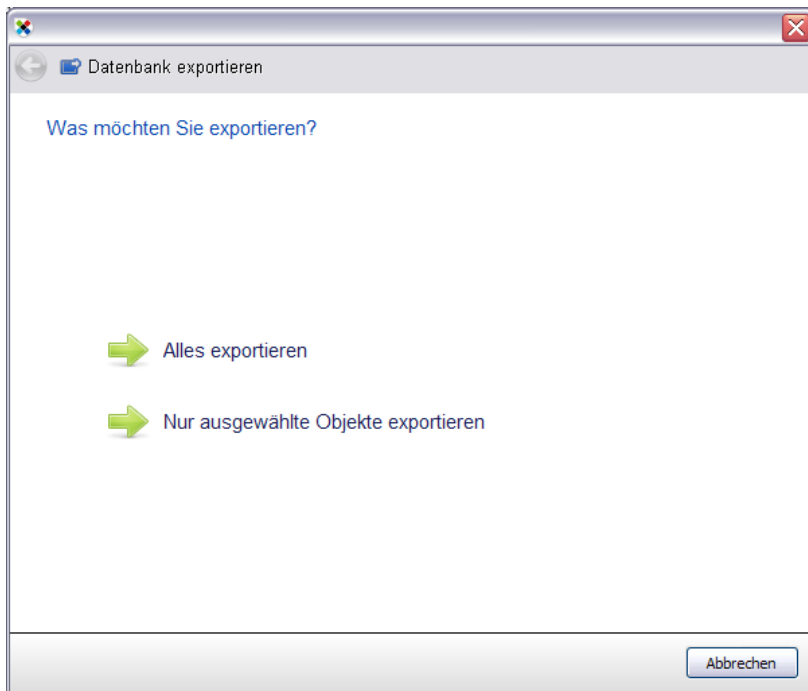 Datenbank exportieren
Was möchten Sie exportieren?
Alles exportieren
Nur ausgewählte Objekte exportieren
Abbrechen